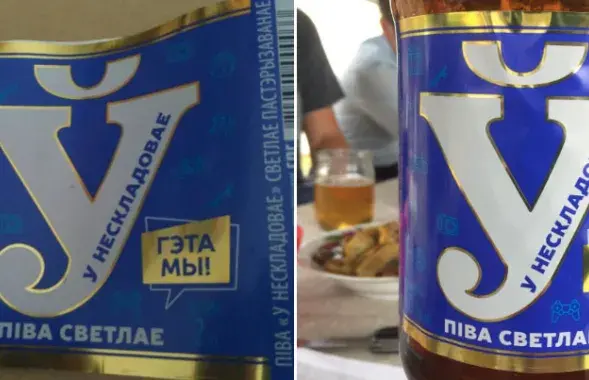 Ў
У НЕСКЛАДОВАЕ
ГЭТА
МЫ!
ПІВА СВЕТЛАЕ
ПІВА «У НЕСКЛАДОВАЕ» СВЕТЛАЕ ПАСТЭРЫЗАВАНАЕ
Ў
У НЕСКЛАДОВАЕ
ПІВА СВЕТЛАЕ